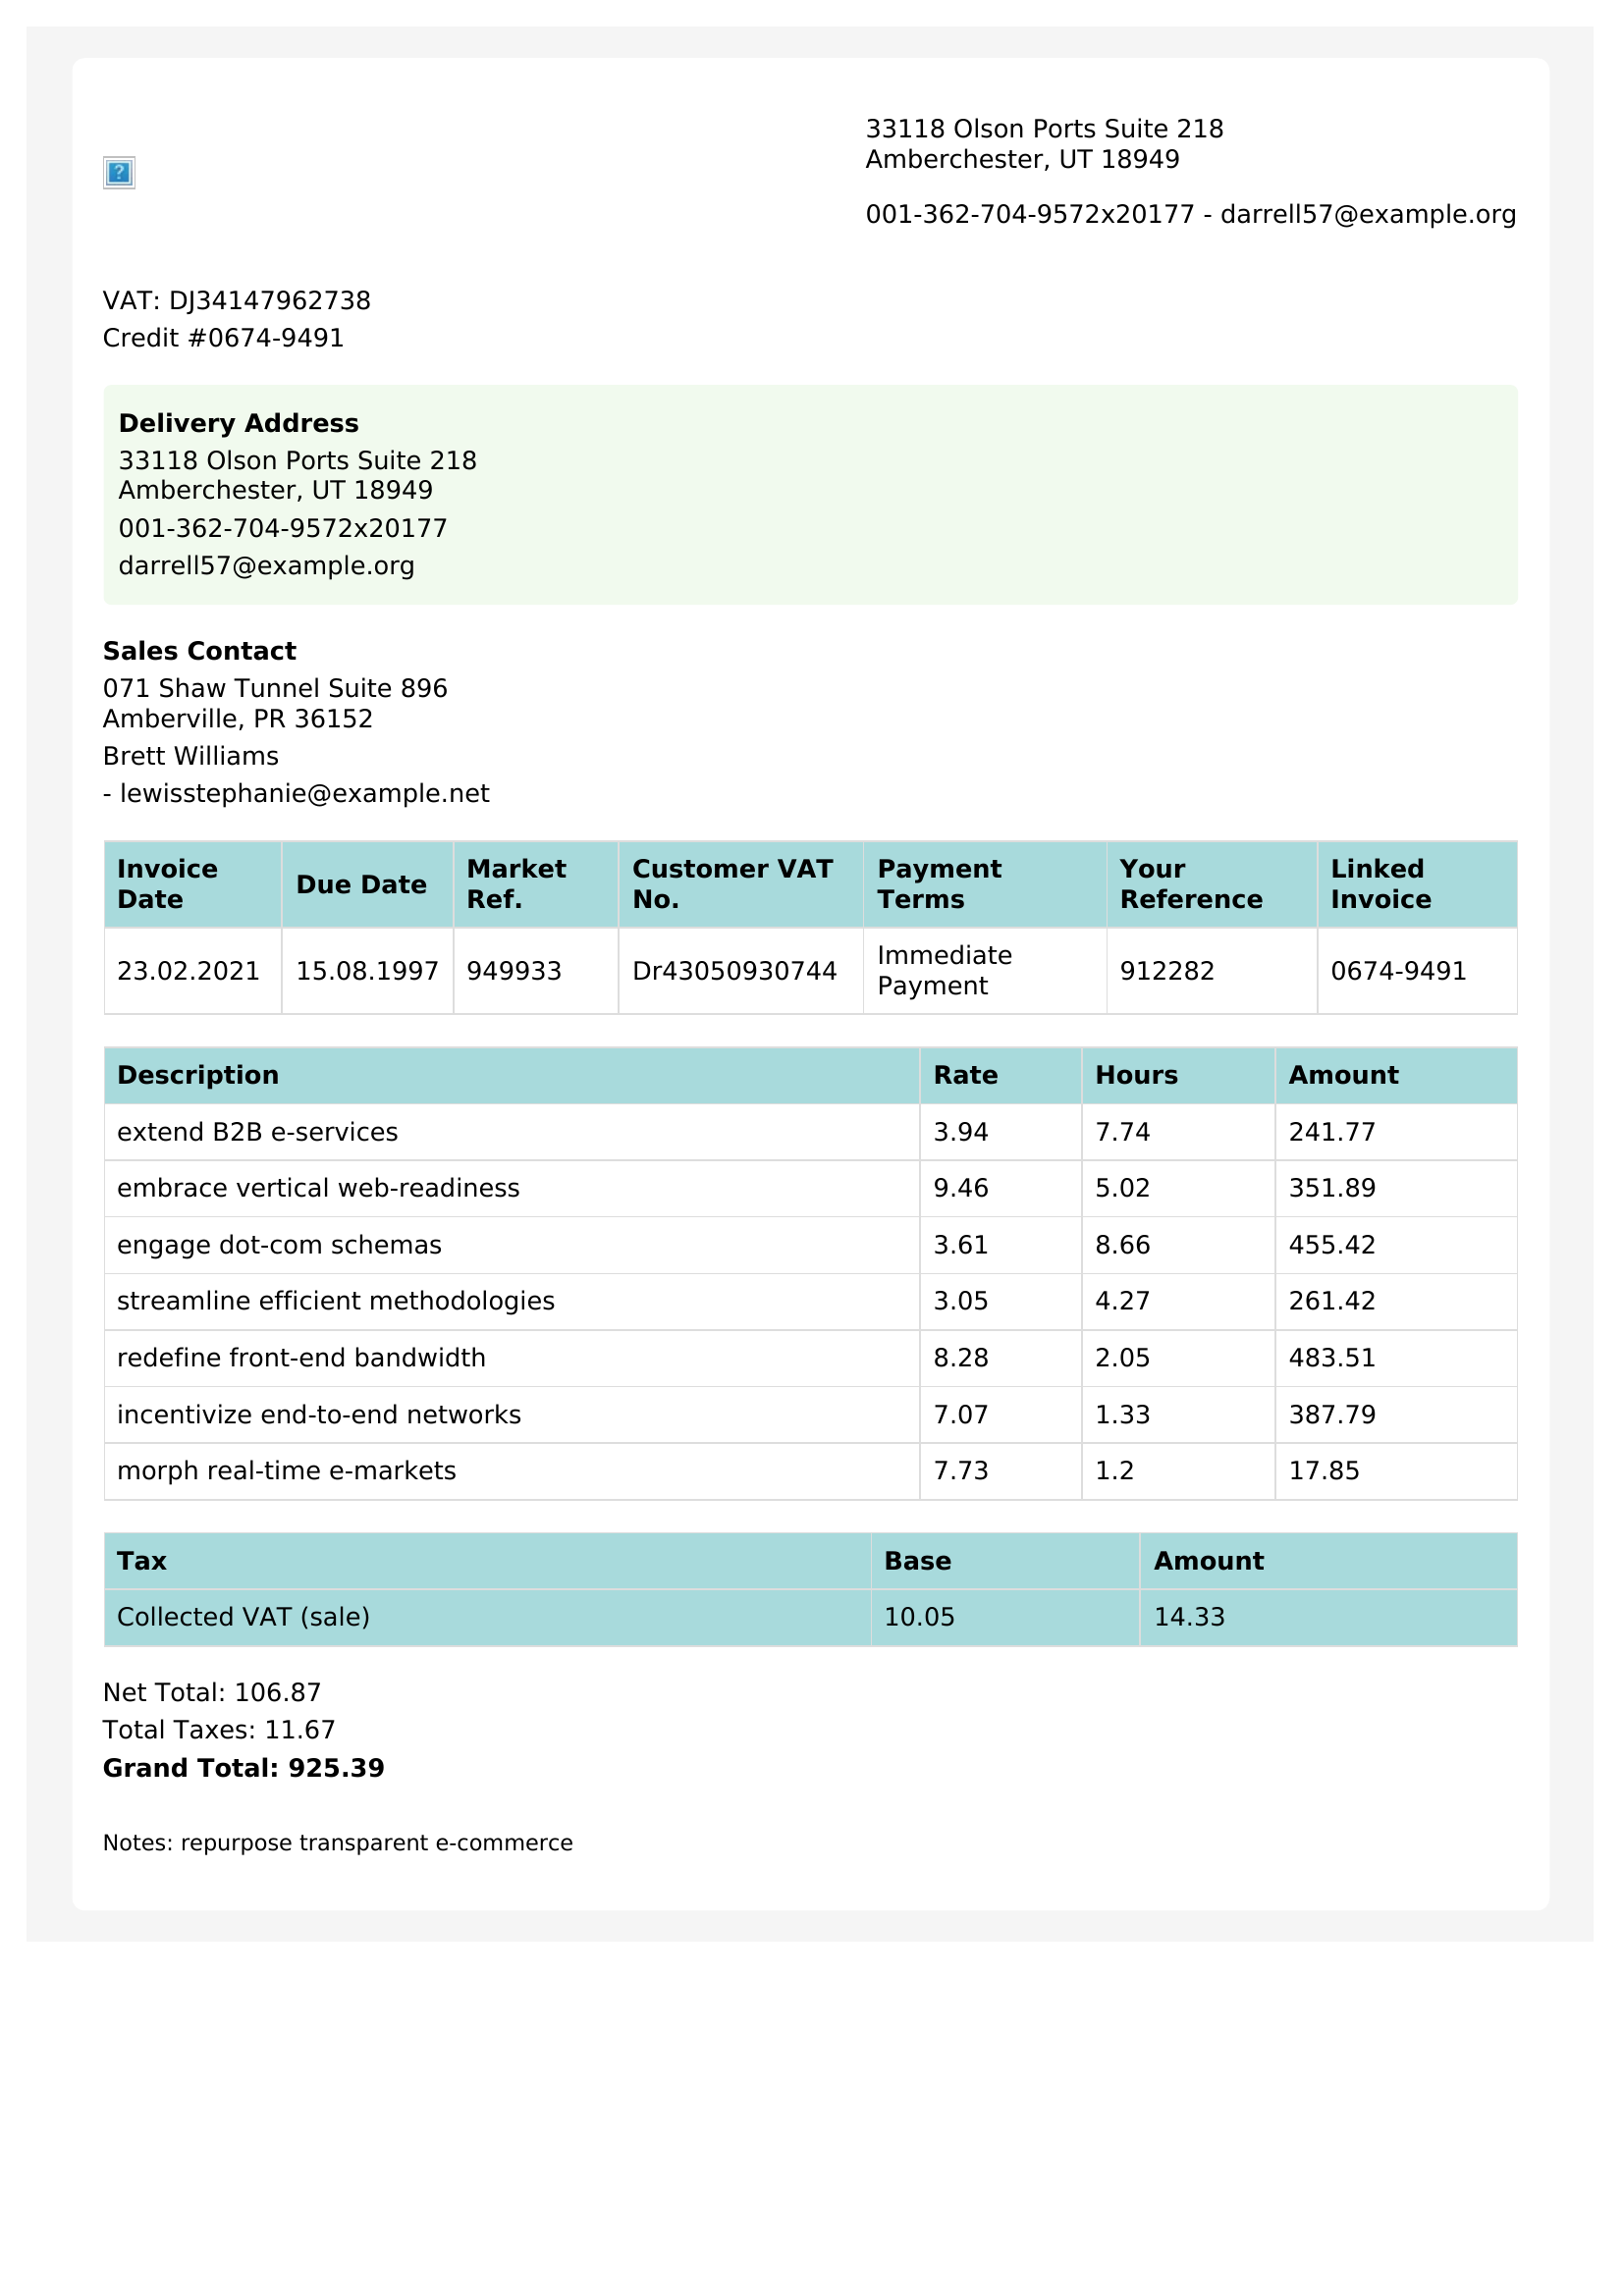 33118 Olson Ports Suite 218
Amberchester, UT 18949
001-362-704-9572x20177 - darrell57@example.org
VAT: DJ34147962738
Credit #0674-9491
Delivery Address
33118 Olson Ports Suite 218
Amberchester, UT 18949
001-362-704-9572x20177
darrell57@example.org
Sales Contact
071 Shaw Tunnel Suite 896
Amberville, PR 36152
Brett Williams
- lewisstephanie@example.net
Invoice Date Due Date Market Ref. Customer VAT No. Payment Terms Your Reference Linked Invoice
23.02.2021 15.08.1997 949933 Dr43050930744 Immediate Payment 912282 0674-9491
Description Rate Hours Amount
extend B2B e-services 3.94 7.74 241.77
embrace vertical web-readiness 9.46 5.02 351.89
engage dot-com schemas 3.61 8.66 455.42
streamline efficient methodologies 3.05 4.27 261.42
redefine front-end bandwidth 8.28 2.05 483.51
incentivize end-to-end networks 7.07 1.33 387.79
morph real-time e-markets 7.73 1.2 17.85
Tax Base Amount
Collected VAT (sale) 10.05 14.33
Net Total: 106.87
Total Taxes: 11.67
Grand Total: 925.39
Notes: repurpose transparent e-commerce